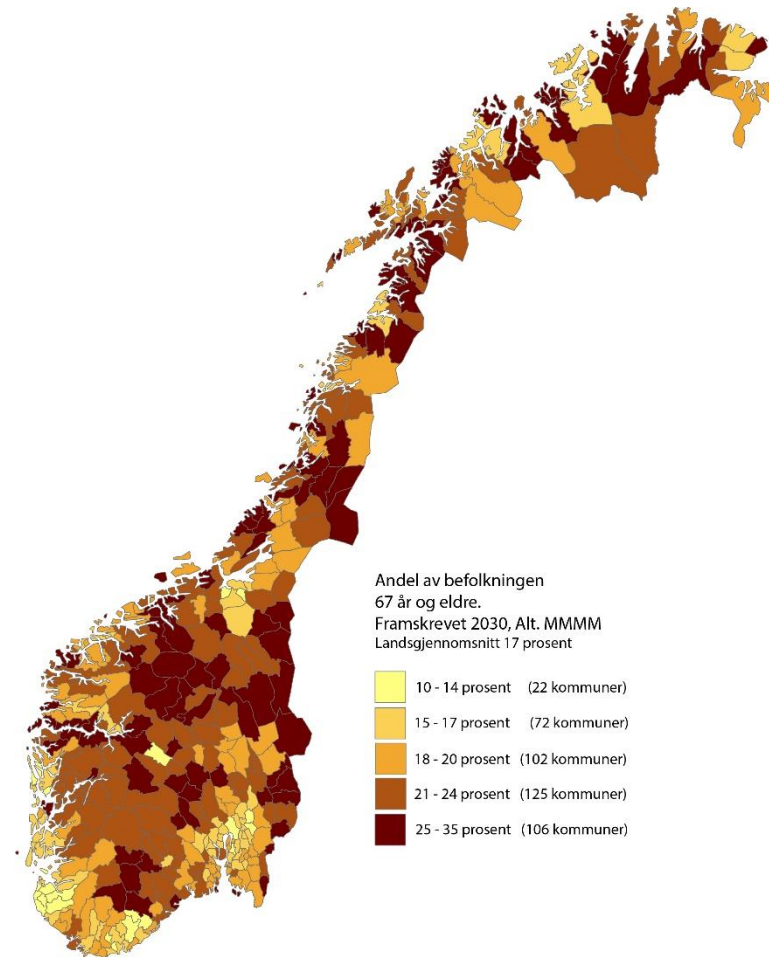 Andel av befolkningen
67 år og eldre.
Framskrevet 2030, Alt. MMMM
Landsgjennomsnitt 17 prosent
10 - 14 prosent (22 kommuner)
15 - 17 prosent (72 kommuner)
18 - 20 prosent (102 kommuner)
21 - 24 prosent (125 kommuner)
25 - 35 prosent (106 kommuner)